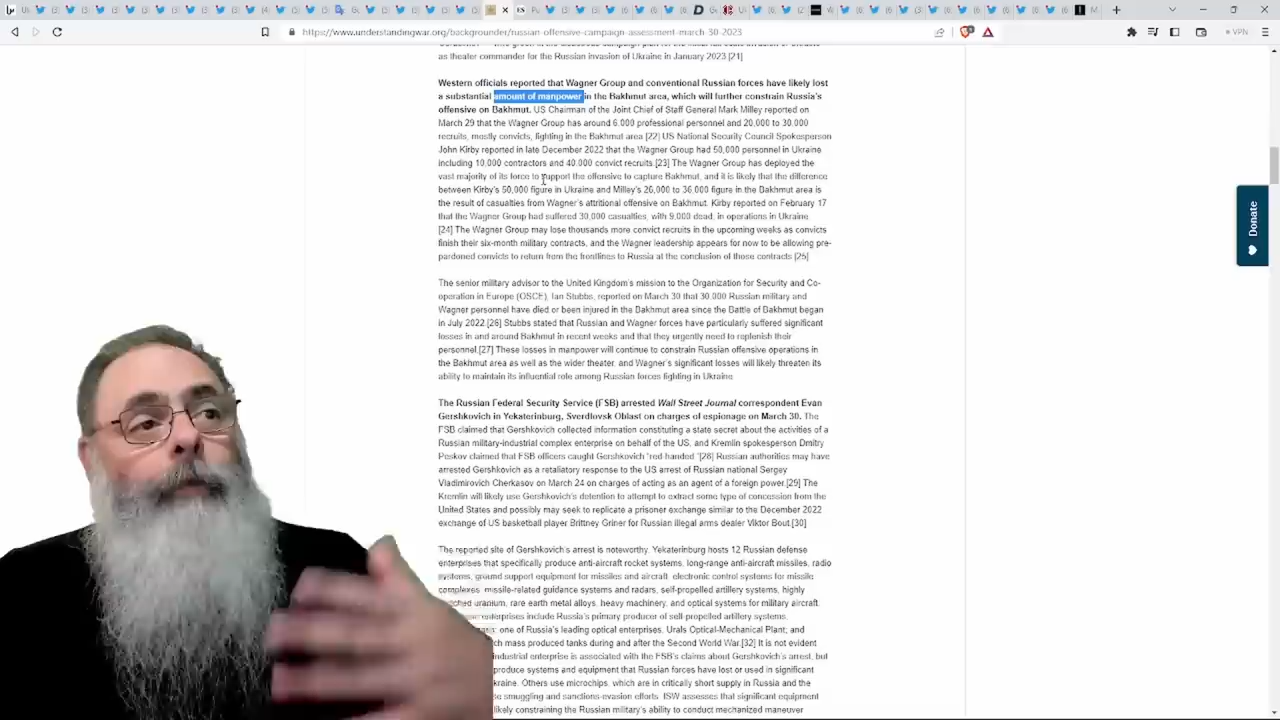 https://www.understandingwar.org/backgrounder/russian-offensive-campaign-assessment-march-30-2023
VPN
as theater commander for the Russian invasion of Ukraine in January 2023.[21]
Western officials reported that Wagner Group and conventional Russian forces have likely lost
a substantial amount of manpower in the Bakhmut area, which will further constrain Russia's
offensive on Bakhmut. US Chairman of the Joint Chief of Staff General Mark Milley reported on
March 29 that the Wagner Group has around 6,000 professional personnel and 20,000 to 30,000
recruits, mostly convicts, fighting in the Bakhmut area.[22] US National Security Council Spokesperson
John Kirby reported in late December 2022 that the Wagner Group had 50,000 personnel in Ukraine
including 10,000 contractors and 40,000 convict recruits.[23] The Wagner Group has deployed the
vast majority of its force to support the offensive to capture Bakhmut, and it is likely that the difference
between Kirby's 50,000 figure in Ukraine and Milley's 26,000 to 36,000 figure in the Bakhmut area is
the result of casualties from Wagner's attritional offensive on Bakhmut. Kirby reported on February 17
that the Wagner Group had suffered 30,000 casualties, with 9,000 dead, in operations in Ukraine.
[24] The Wagner Group may lose thousands more convict recruits in the upcoming weeks as convicts
finish their six-month military contracts, and the Wagner leadership appears for now to be allowing pre-
pardoned convicts to return from the frontlines to Russia at the conclusion of those contracts.[25]
The senior military advisor to the United Kingdom's mission to the Organization for Security and Co-
operation in Europe (OSCE), Ian Stubbs, reported on March 30 that 30,000 Russian military and
Wagner personnel have died or been injured in the Bakhmut area since the Battle of Bakhmut began
in July 2022.[26] Stubbs stated that Russian and Wagner forces have particularly suffered significant
losses in and around Bakhmut in recent weeks and that they urgently need to replenish their
personnel.[27] These losses in manpower will continue to constrain Russian offensive operations in
the Bakhmut area as well as the wider theater, and Wagner's significant losses will likely threaten its
ability to maintain its influential role among Russian forces fighting in Ukraine.
The Russian Federal Security Service (FSB) arrested Wall Street Journal correspondent Evan
Gershkovich in Yekaterinburg, Sverdlovsk Oblast on charges of espionage on March 30. The
FSB claimed that Gershkovich collected information constituting a state secret about the activities of a
Russian military-industrial complex enterprise on behalf of the US, and Kremlin spokesperson Dmitry
Peskov claimed that FSB officers caught Gershkovich "red-handed."[28] Russian authorities may have
arrested Gershkovich as a retaliatory response to the US arrest of Russian national Sergey
Vladimirovich Cherkasov on March 24 on charges of acting as an agent of a foreign power.[29] The
Kremlin will likely use Gershkovich's detention to attempt to extract some type of concession from the
United States and possibly may seek to replicate a prisoner exchange similar to the December 2022
exchange of US basketball player Brittney Griner for Russian illegal arms dealer Viktor Bout.[30]
The reported site of Gershkovich's arrest is noteworthy. Yekaterinburg hosts 12 Russian defense
enterprises that specifically produce anti-aircraft rocket systems, long-range anti-aircraft missiles, radio
systems, ground support equipment for missiles and aircraft, electronic control systems for missile
complexes, missile-related guidance systems and radars, self-propelled artillery systems, highly
uranium, rare earth metal alloys, heavy machinery, and optical systems for military aircraft.
enterprises include Russia's primary producer of self propelled artillery systems,
one of Russia's leading optical enterprises, Urals Optical-Mechanical Plant; and
mass produced tanks during and after the Second World War.[32] It is not evident
industrial enterprise is associated with the FSB's claims about Gershkovich's arrest, but
produce systems and equipment that Russian forces have lost or used in significant
Others use microchips, which are in critically short supply in Russia and the
smuggling and sanctions-evasion efforts. ISW assesses that significant equipment
likely constraining the Russian military's ability to conduct mechanized maneuver
Donate